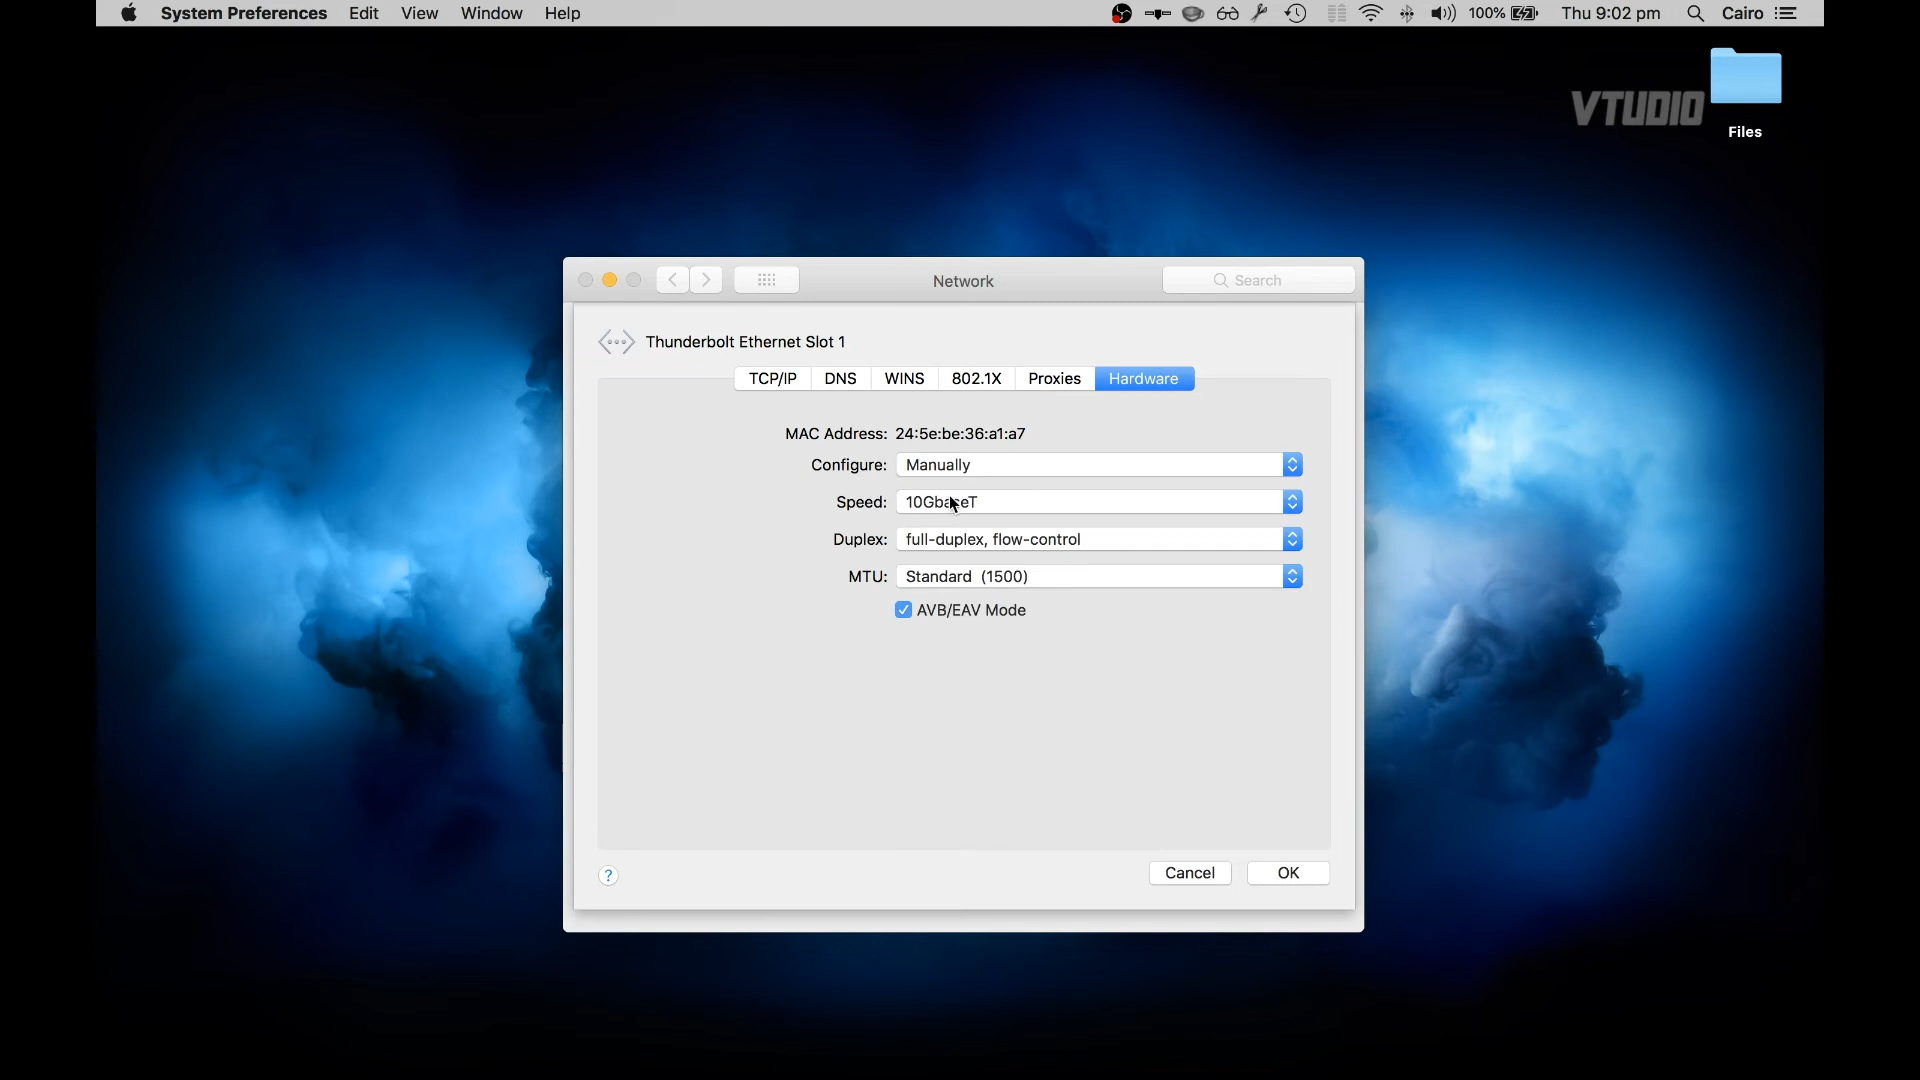 System Preferences Edit View Window Help 100% Thu 9:02 pm Cairo
VTUDIO
Files
Network
Search
Thunderbolt Ethernet Slot 1
TCP/IP DNS WINS 802.1X Proxies Hardware
MAC Address: 24:5e:be:36:a1:a7
Configure: Manually
Speed: 10GbaseT
Duplex: full-duplex, flow-control
MTU: Standard (1500)
AVB/EAV Mode
? Cancel OK